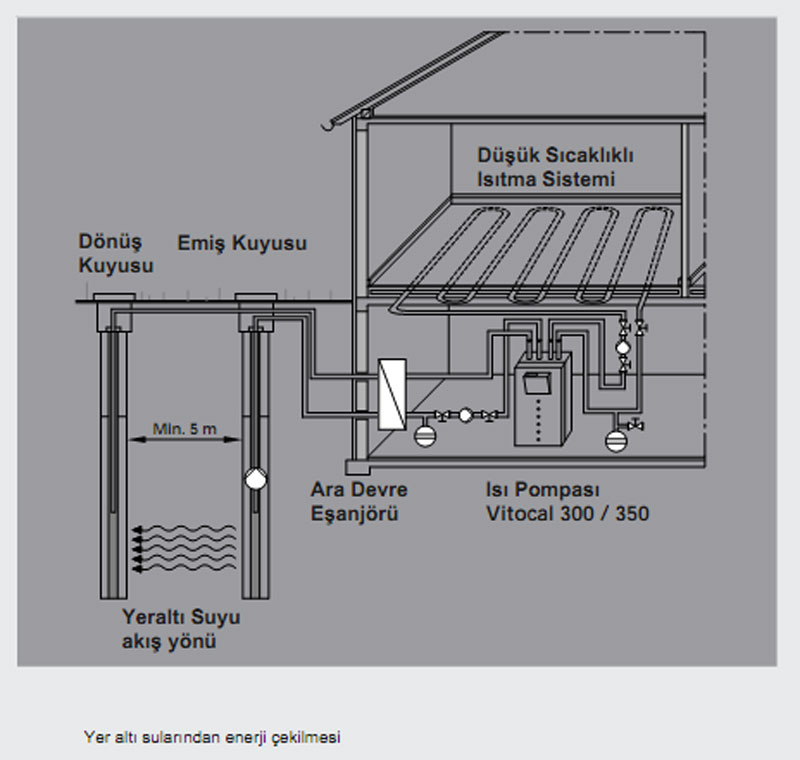 Düşük Sıcaklıklı
Isıtma Sistemi
Dönüş
Kuyusu
Emiş Kuyusu
Min. 5 m
Ara Devre
Eşanjörü
Isı Pompası
Vitocal 300 / 350
Yeraltı Suyu
akış yönü
Yer altı sularından enerji çekilmesi